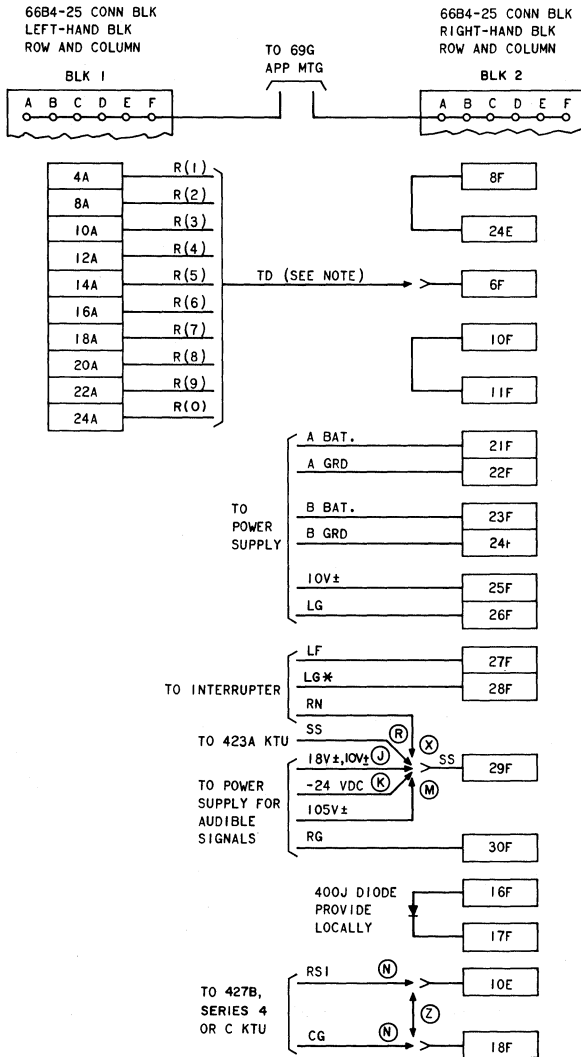 66B4-25 CONN BLK
LEFT-HAND BLK
ROW AND COLUMN
BLK 1
A B C D E F
TO 69G
APP MTG
66B4-25 CONN BLK
RIGHT-HAND BLK
ROW AND COLUMN
BLK 2
A B C D E F
4A R(1)
8A R(2)
10A R(3)
12A R(4)
14A R(5)
16A R(6)
18A R(7)
20A R(8)
22A R(9)
24A R(0)
TD (SEE NOTE)
8F
24E
6F
10F
11F
TO
POWER
SUPPLY
A BAT. 21F
A GRD 22F
B BAT. 23F
B GRD 24F
10V± 25F
LG 26F
TO INTERRUPTER
LF 27F
LG* 28F
RN
TO 423A KTU
SS R X
18V±,10V± J
SS 29F
TO POWER
SUPPLY FOR
AUDIBLE
SIGNALS
-24 VDC K M
105V±
RG 30F
400J DIODE
PROVIDE
LOCALLY
16F
17F
TO 427B,
SERIES 4
OR C KTU
RS1 N 10E
Z
CG N 18F